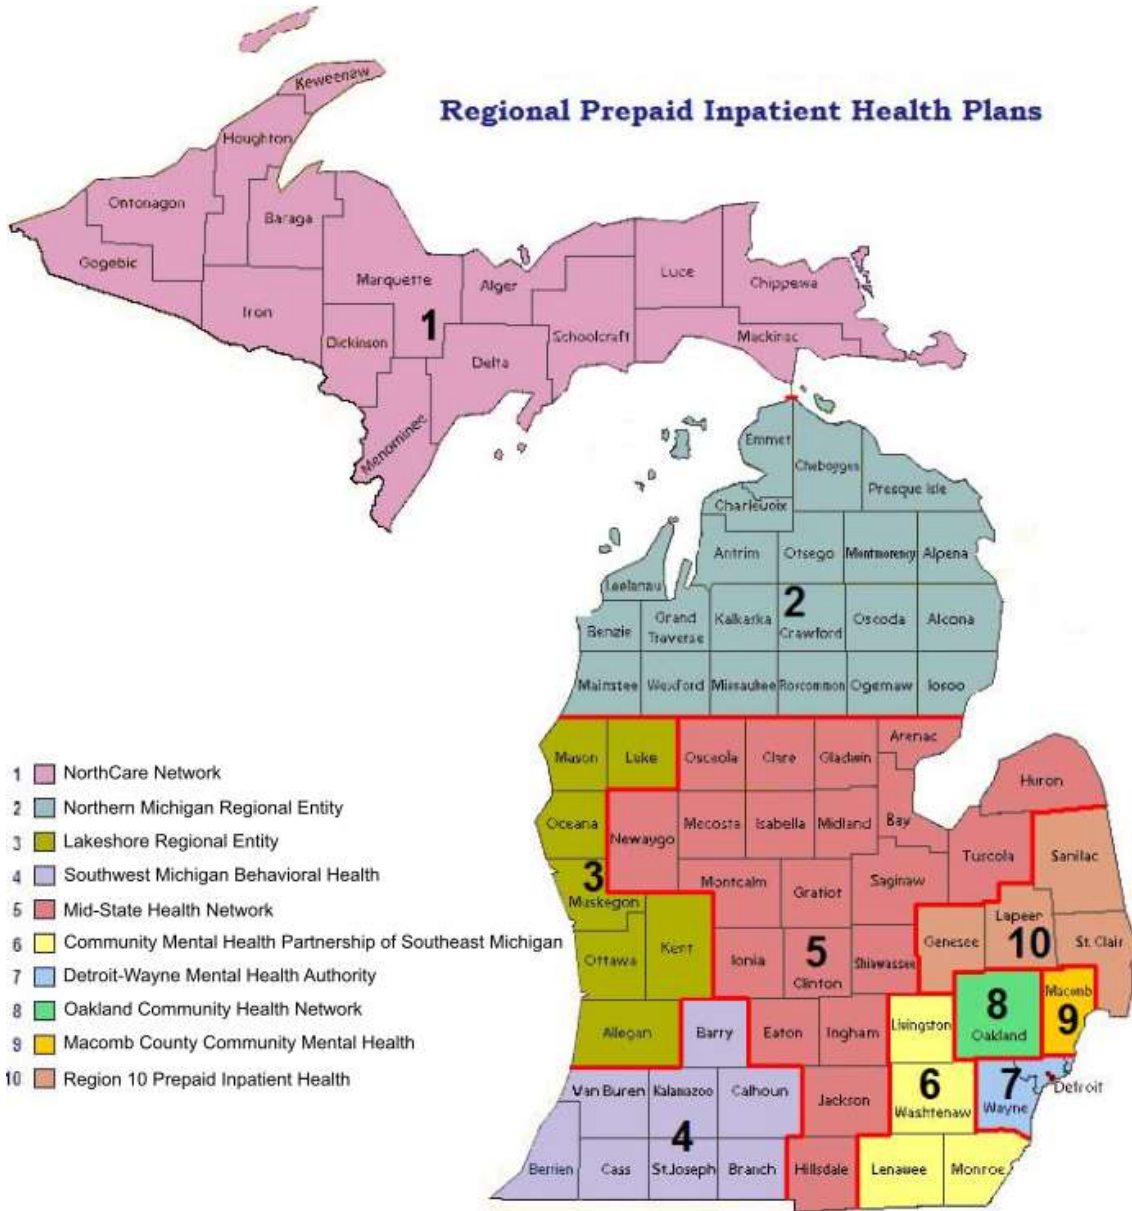 Keweenaw
Regional Prepaid Inpatient Health Plans
Houghton
Ontonagon
Baraga
Gogebic
Marquette
Alger
Luce
Chippewa
Iron
1
Schoolcraft
Mackinac
Dickinson
Delta
Menominee
Emmet
Presque Isle
Charlevoix
Antrim
Otsego
Montmorency
Alpena
Leelanau
2
Benzie
Grand
Traverse
Kalkaska
Crawford
Oscoda
Alcona
Wexford
Missaukee
Roscommon
Ogemaw
Iosco
Mason
Lake
Clare
Gladwin
Arenac
Huron
1 NorthCare Network
2 Northern Michigan Regional Entity
3 Lakeshore Regional Entity
4 Southwest Michigan Behavioral Health
5 Mid-State Health Network
6 Community Mental Health Partnership of Southeast Michigan
7 Detroit-Wayne Mental Health Authority
8 Oakland Community Health Network
9 Macomb County Community Mental Health
10 Region 10 Prepaid Inpatient Health
Oceana
Newaygo
Mecosta
Isabella
Midland
Bay
Tuscola
Sanilac
3
Muskegon
Montcalm
Gratiot
Saginaw
Genesee
Lapeer
10
St. Clair
Ottawa
Kent
Ionia
5
Clinton
Shiawassee
Allegan
Barry
Eaton
Ingham
Livingston
8
Oakland
Macomb
9
Van Buren
Kalamazoo
Calhoun
Jackson
6
Washtenaw
7
Wayne
Detroit
4
Berrien
Cass
St.Joseph
Branch
Hillsdale
Lenawee
Monroe